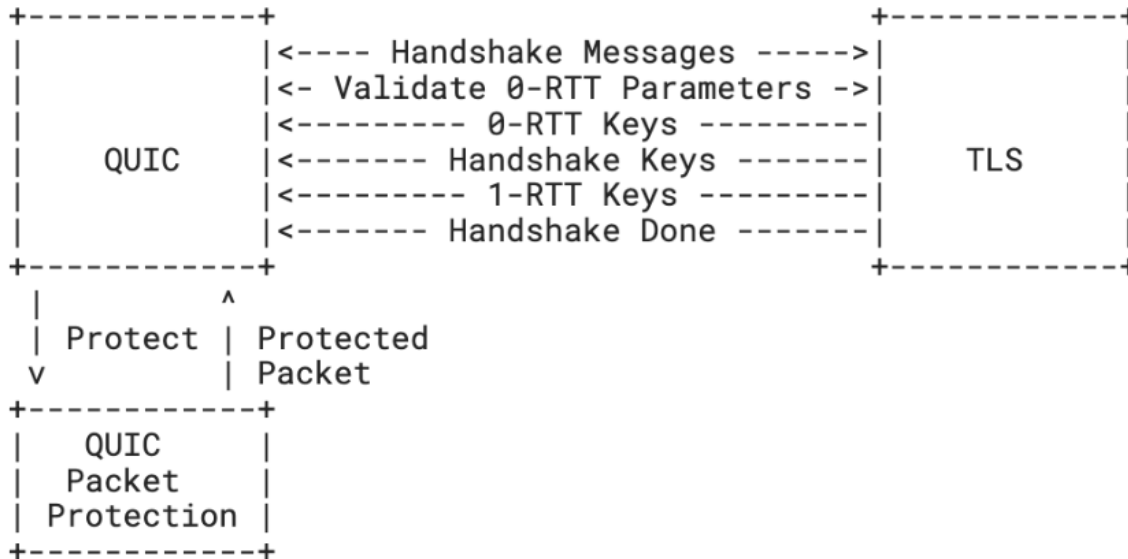 +------------+                               +------------+
|            |<---- Handshake Messages ----->|            |
|            |<- Validate 0-RTT Parameters ->|            |
|            |<--------- 0-RTT Keys ---------|            |
|    QUIC    |<------- Handshake Keys -------|    TLS     |
|            |<--------- 1-RTT Keys ---------|            |
|            |<------- Handshake Done -------|            |
+------------+                               +------------+
 |         ^
 | Protect | Protected
 v         | Packet
+------------+
|   QUIC     |
|  Packet    |
| Protection |
+------------+